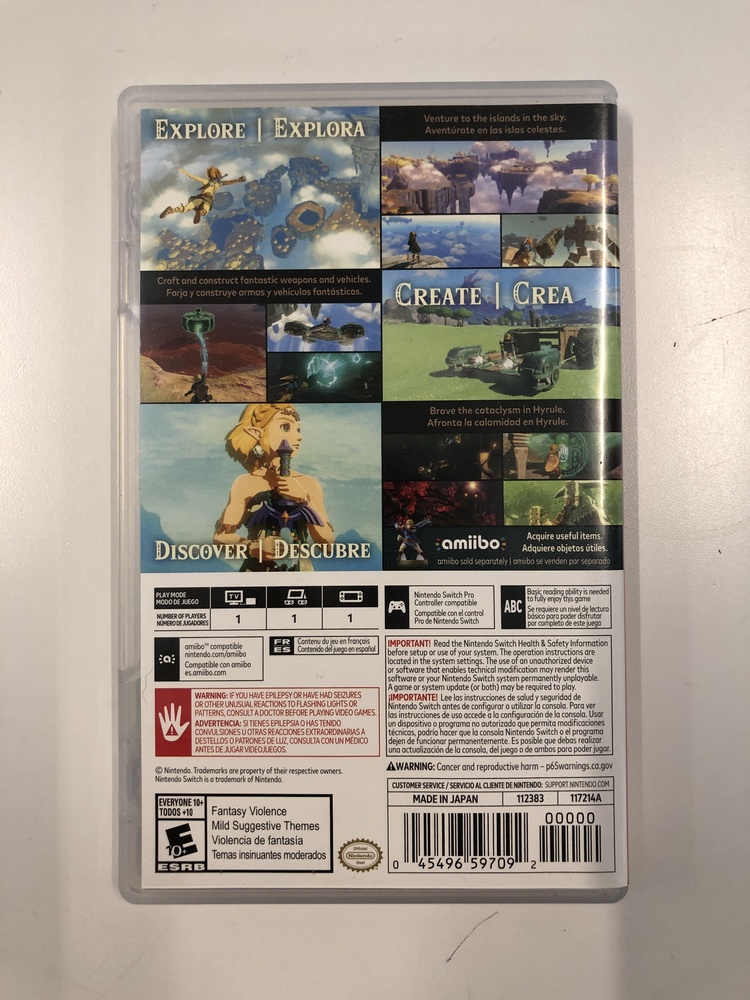 EXPLORE | EXPLORA
Venture to the islands in the sky.
Aventúrate en las islas celestes.
Craft and construct fantastic weapons and vehicles.
Forja y construye armas y vehículos fantásticos.
CREATE | CREA
Brave the cataclysm in Hyrule.
Afronta la calamidad en Hyrule.
DISCOVER | DESCUBRE
amiibo
Acquire useful items.
Adquiere objetos útiles.
amiibo sold separately | amiibo se venden por separado
PLAY MODE
MODO DE JUEGO
TV
NUMBER OF PLAYERS
NÚMERO DE JUGADORES
1 1 1
Nintendo Switch Pro
Controller compatible
Compatible con el control
Pro de Nintendo Switch
ABC
Basic reading ability is needed
to fully enjoy this game
Se requiere un nivel de lectura
básico para poder disfrutar
por completo de este juego
amiibo™ compatible
nintendo.com/amiibo
Compatible con amiibo
es.amiibo.com
FR Contenu du jeu en français
ES Contenido del juego en español
WARNING: IF YOU HAVE EPILEPSY OR HAVE HAD SEIZURES
OR OTHER UNUSUAL REACTIONS TO FLASHING LIGHTS OR
PATTERNS, CONSULT A DOCTOR BEFORE PLAYING VIDEO GAMES.
ADVERTENCIA: SI TIENES EPILEPSIA O HAS TENIDO
CONVULSIONES U OTRAS REACCIONES EXTRAORDINARIAS A
DESTELLOS O PATRONES DE LUZ, CONSULTA CON UN MÉDICO
ANTES DE JUGAR VIDEOJUEGOS.
IMPORTANT! Read the Nintendo Switch Health & Safety Information
before setup or use of your system. The operation instructions are
located in the system settings. The use of an unauthorized device
or software that enables technical modification may render this
software or your Nintendo Switch system permanently unplayable.
A game or system update (or both) may be required to play.
¡IMPORTANTE! Lee las instrucciones de salud y seguridad de
Nintendo Switch antes de configurar o utilizar la consola. Para ver
las instrucciones de uso accede a la configuración de la consola. Usar
un dispositivo o programa no autorizado que permita modificaciones
técnicas, podría hacer que la consola Nintendo Switch o el programa
dejen de funcionar permanentemente. Es posible que debas realizar
una actualización de la consola, del juego o de ambos para poder jugar.
WARNING: Cancer and reproductive harm – p65warnings.ca.gov
© Nintendo. Trademarks are property of their respective owners.
Nintendo Switch is a trademark of Nintendo.
CUSTOMER SERVICE / SERVICIO AL CLIENTE DE NINTENDO: SUPPORT.NINTENDO.COM
MADE IN JAPAN 112383 117214A
EVERYONE 10+
TODOS +10
E
10+
ESRB
Fantasy Violence
Mild Suggestive Themes
Violencia de fantasía
Temas insinuantes moderados
Official
Nintendo
Seal
00000
0 45496 59709 2